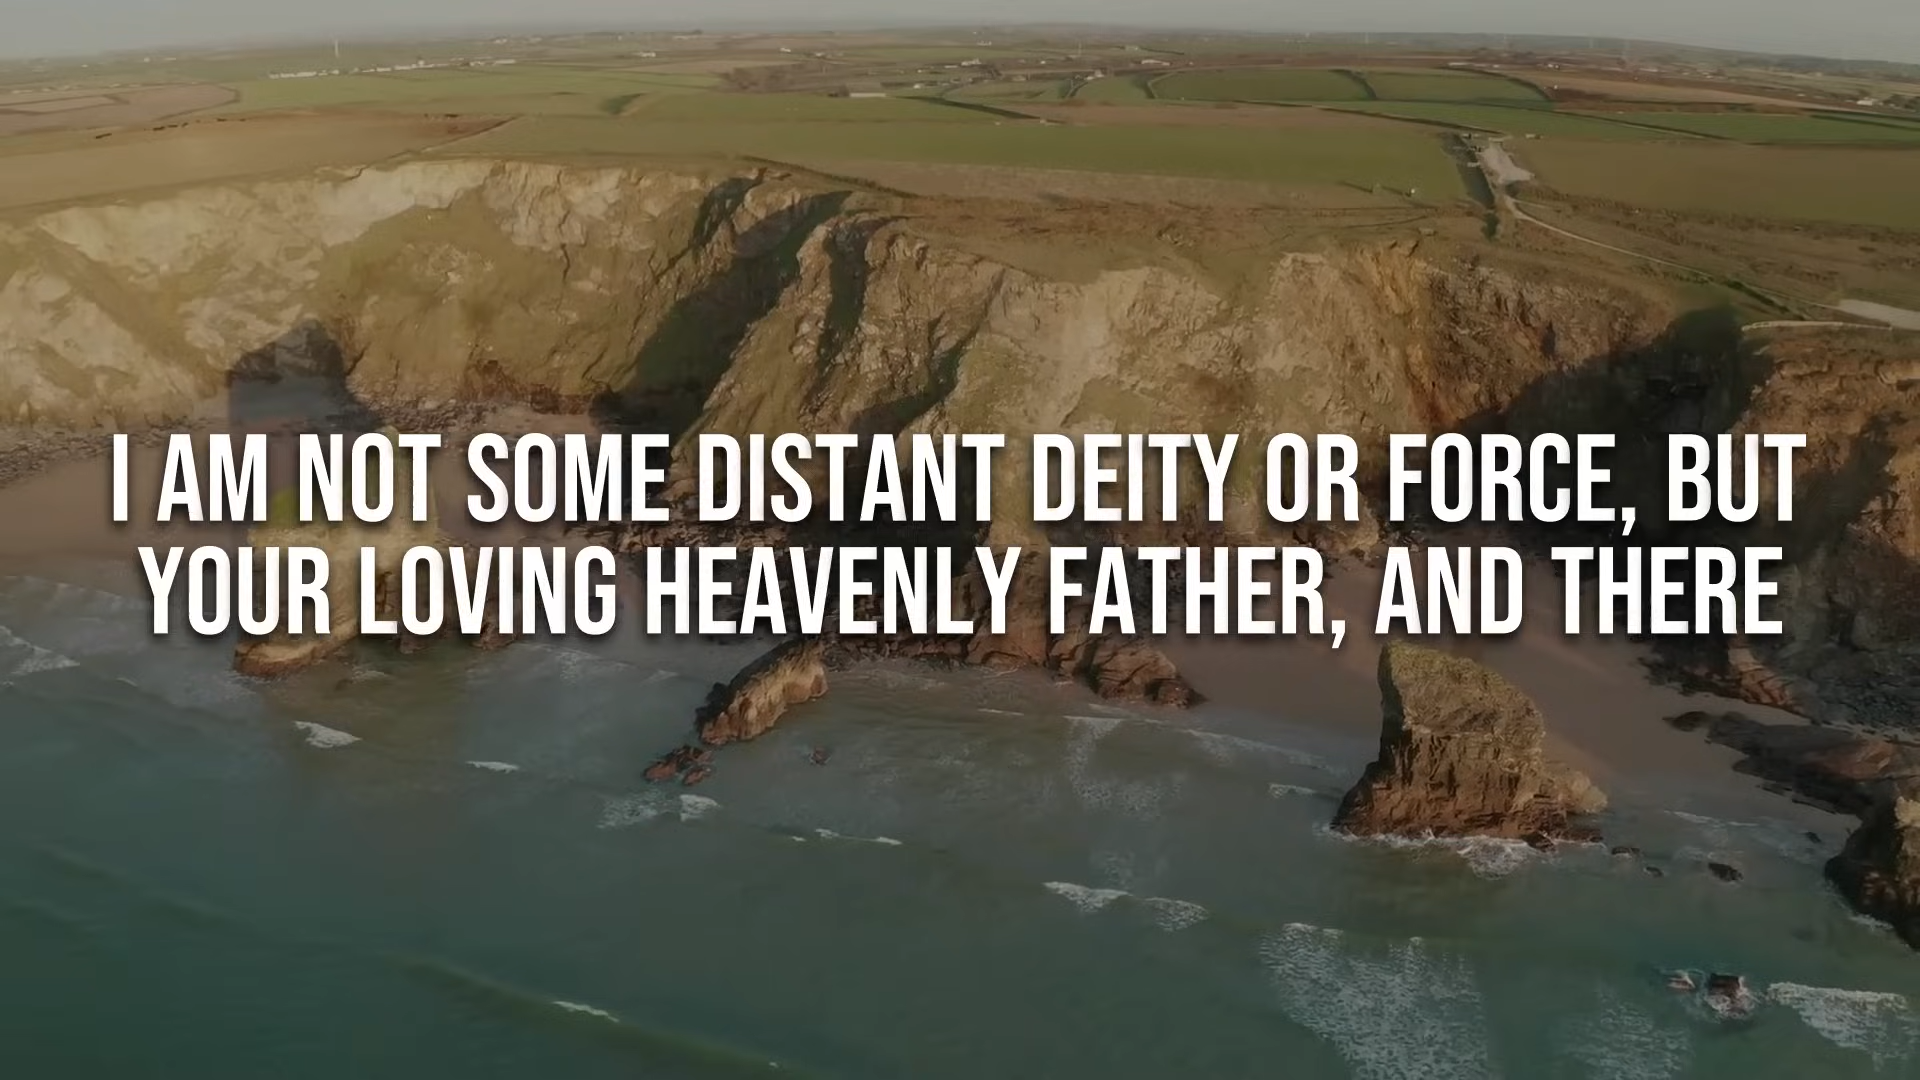 I AM NOT SOME DISTANT DEITY OR FORCE, BUT
YOUR LOVING HEAVENLY FATHER, AND THERE